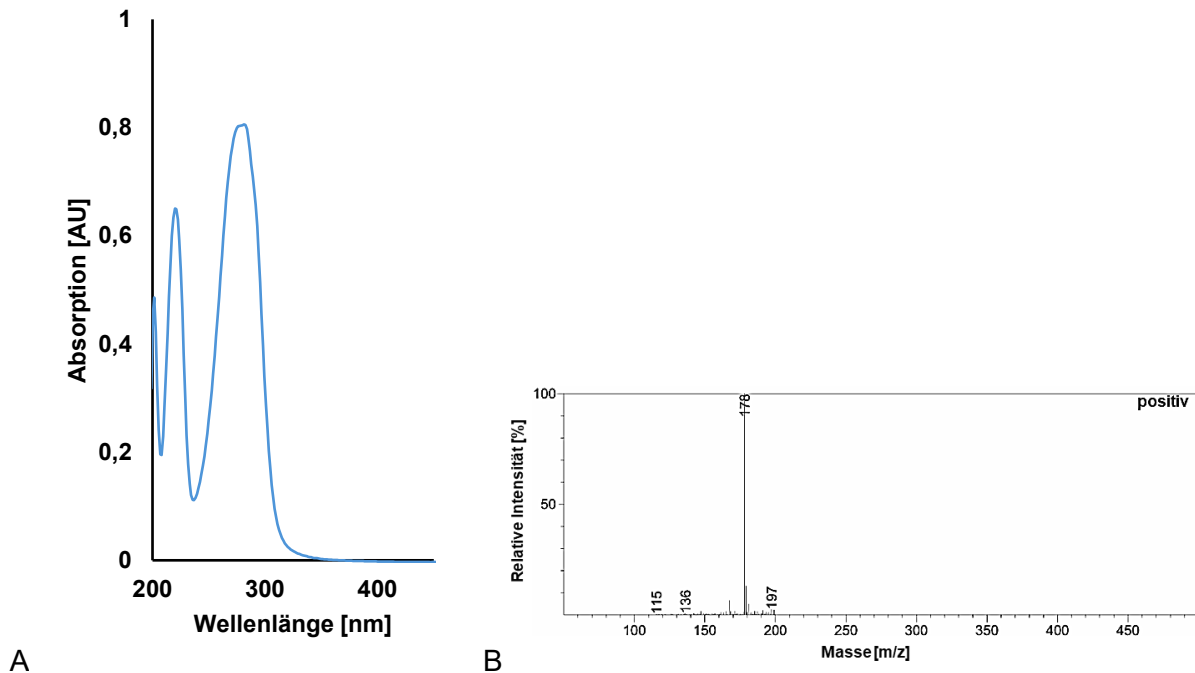 1
0,8
0,6
0,4
0,2
0
Absorption [AU]
200 300 400
Wellenlänge [nm]
A
100
50
Relative Intensität [%]
178
positiv
115
136
197
100 150 200 250 300 350 400 450
Masse [m/z]
B